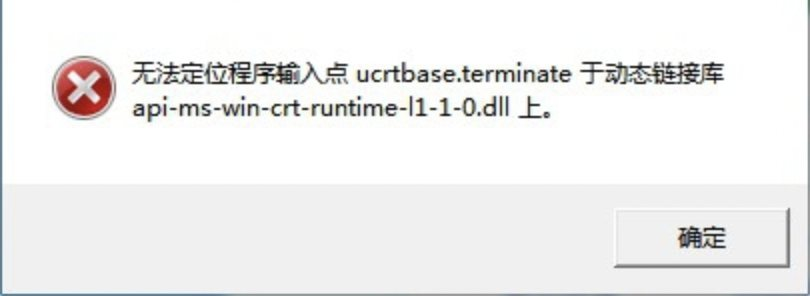 无法定位程序输入点 ucrtbase.terminate 于动态链接库
api-ms-win-crt-runtime-l1-1-0.dll 上。
确定